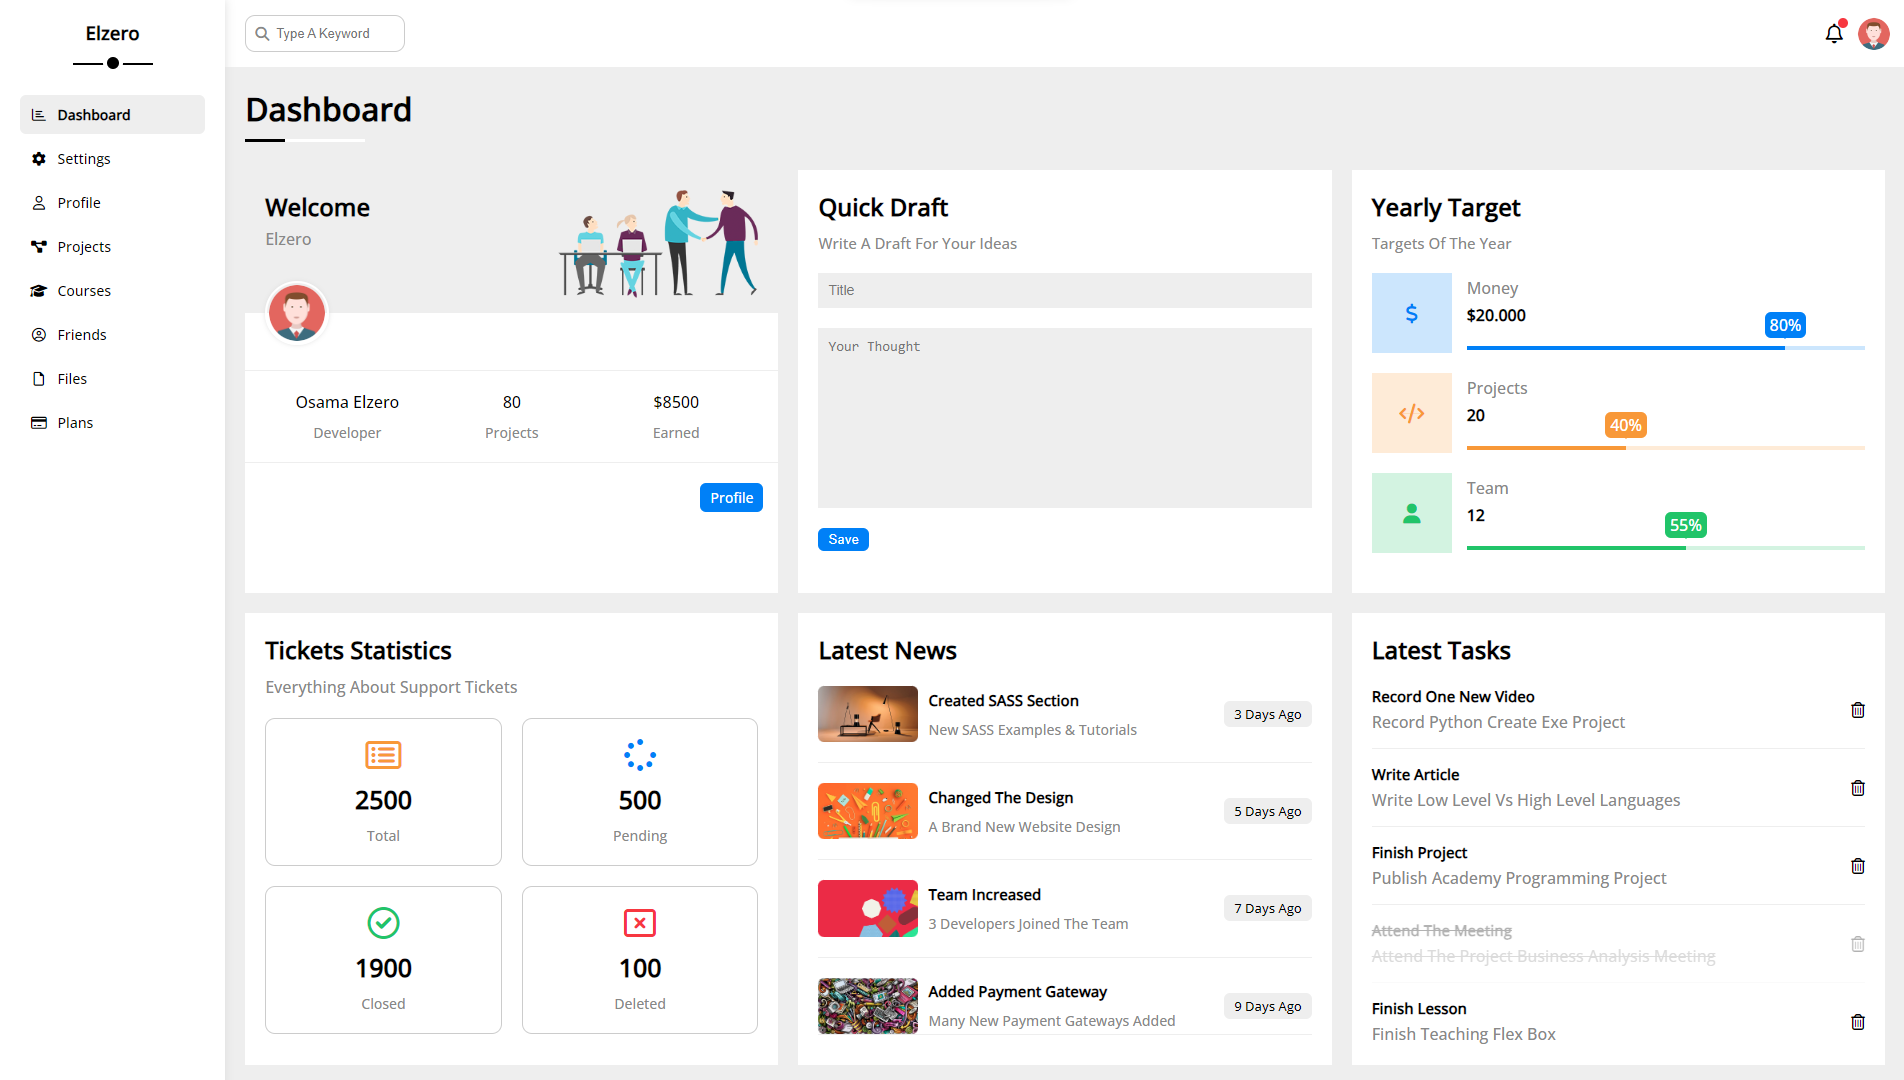 Elzero
Type A Keyword
Dashboard
Settings
Profile
Projects
Courses
Friends
Files
Plans
Dashboard
Welcome
Elzero
Osama Elzero
Developer
80
Projects
$8500
Earned
Profile
Quick Draft
Write A Draft For Your Ideas
Title
Your Thought
Save
Yearly Target
Targets Of The Year
Money
$20.000
80%
Projects
20
40%
Team
12
55%
Tickets Statistics
Everything About Support Tickets
2500
Total
500
Pending
1900
Closed
100
Deleted
Latest News
Created SASS Section
New SASS Examples & Tutorials
3 Days Ago
Changed The Design
A Brand New Website Design
5 Days Ago
Team Increased
3 Developers Joined The Team
7 Days Ago
Added Payment Gateway
Many New Payment Gateways Added
9 Days Ago
Latest Tasks
Record One New Video
Record Python Create Exe Project
Write Article
Write Low Level Vs High Level Languages
Finish Project
Publish Academy Programming Project
Attend The Meeting
Attend The Project Business Analysis Meeting
Finish Lesson
Finish Teaching Flex Box